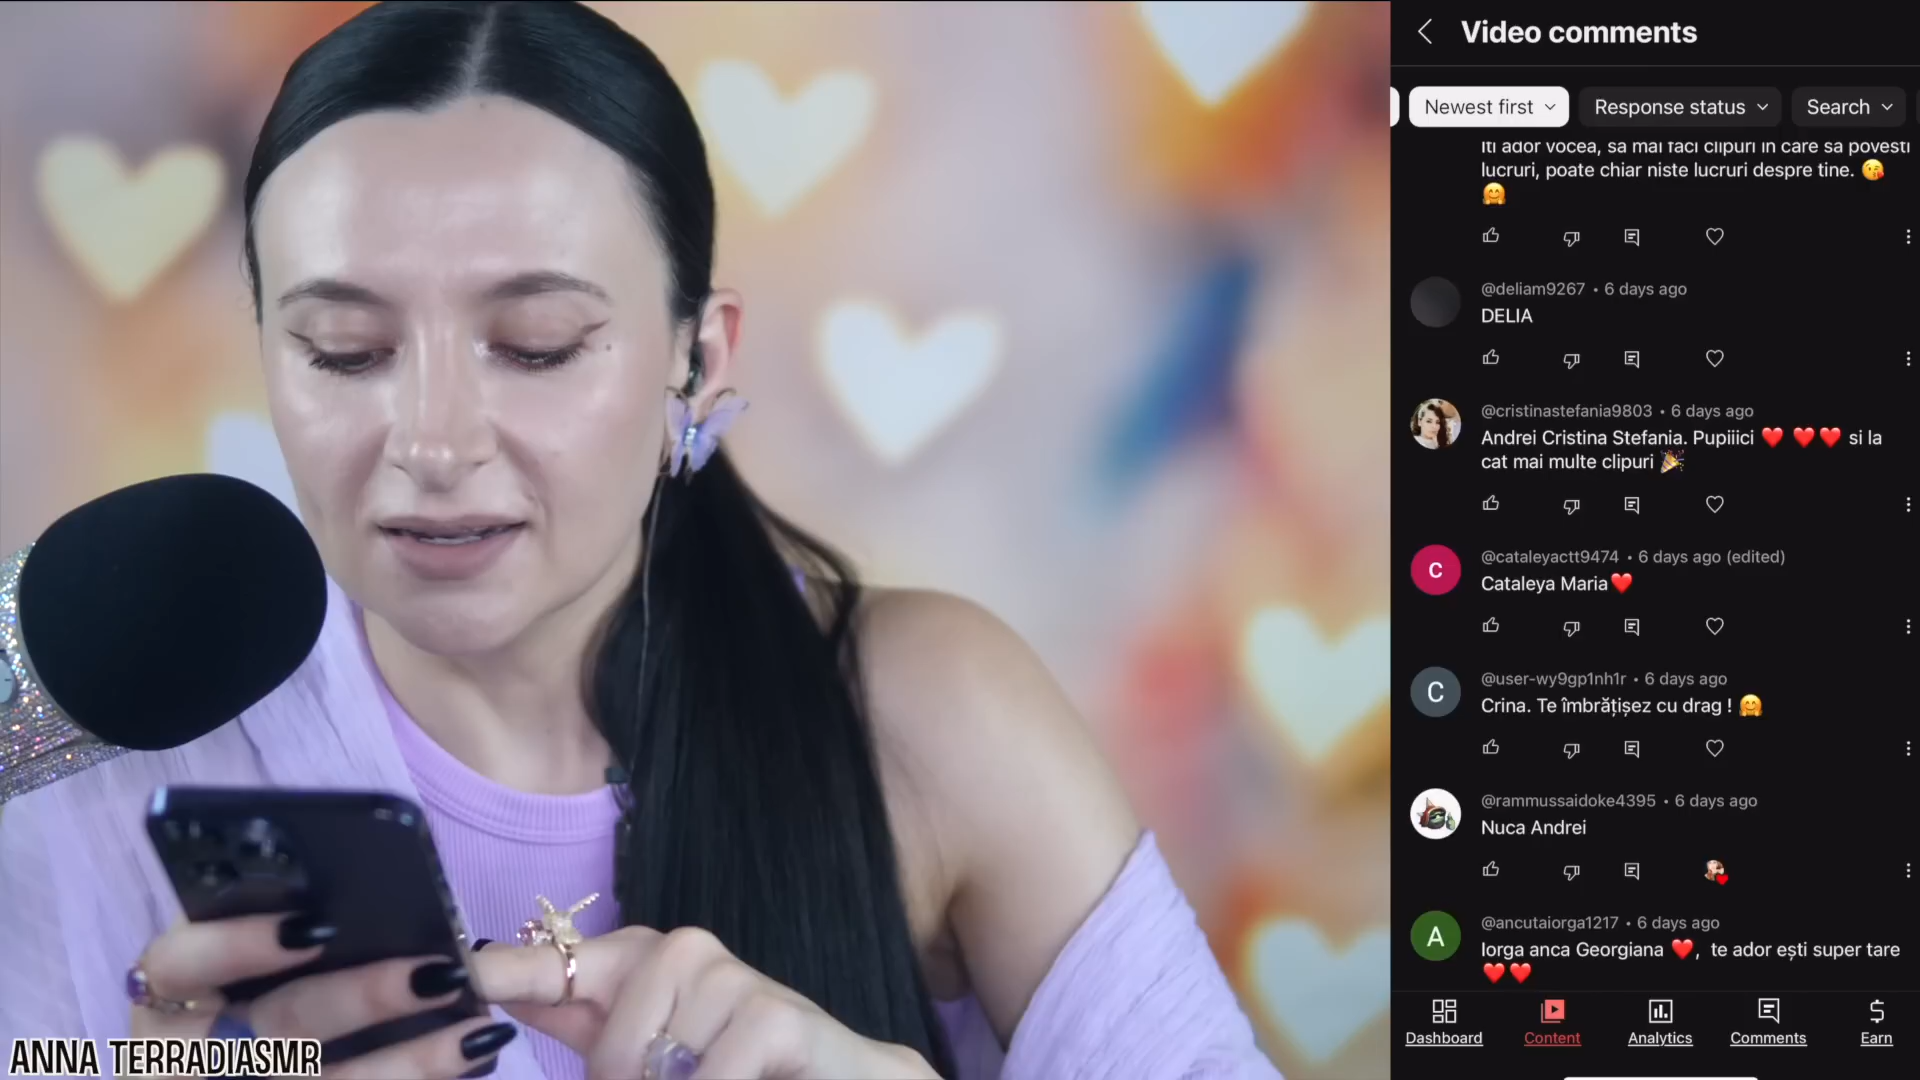 Video comments
Newest first
Response status
Search
Iti ador vocea, sa mai faci clipuri in care sa povesti
lucruri, poate chiar niste lucruri despre tine. 😘
🤗
@deliam9267 • 6 days ago
DELIA
@cristinastefania9803 • 6 days ago
Andrei Cristina Stefania. Pupiiici ❤️ ❤️❤️ si la
cat mai multe clipuri 🎉
@cataleyactt9474 • 6 days ago (edited)
C
Cataleya Maria❤️
@user-wy9gp1nh1r • 6 days ago
C
Crina. Te îmbrățișez cu drag ! 🤗
@rammussaidoke4395 • 6 days ago
Nuca Andrei
@ancutaiorga1217 • 6 days ago
A
Iorga anca Georgiana ❤️, te ador ești super tare
❤️❤️
Dashboard
Content
Analytics
Comments
Earn
ANNA TERRADIASMR